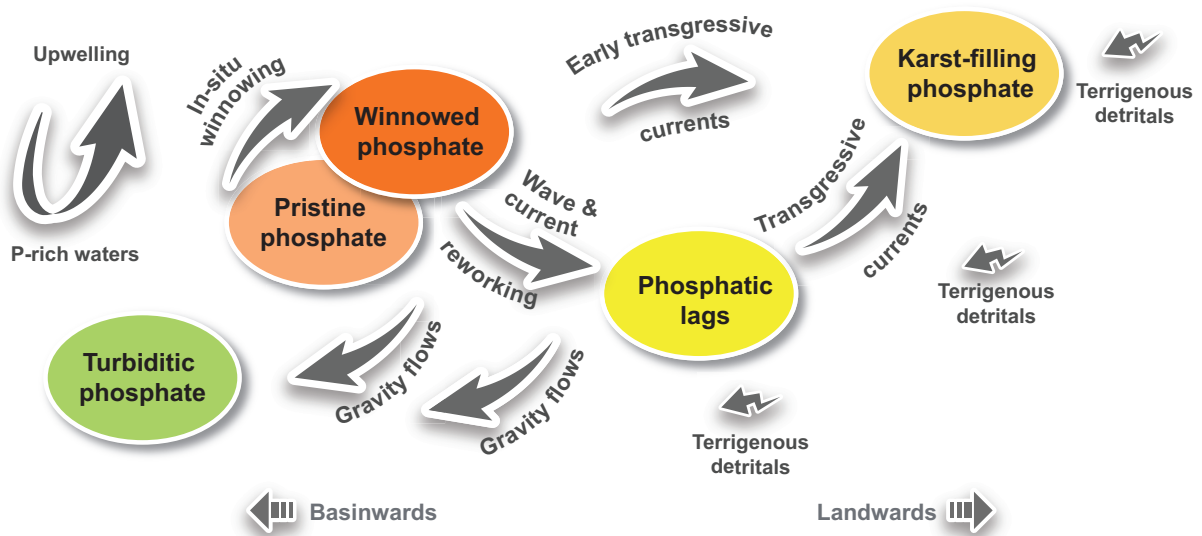 Upwelling
P-rich waters
In-situ
winnowing
Winnowed
phosphate
Pristine
phosphate
Early transgressive
currents
Karst-filling
phosphate
Terrigenous
detritals
Wave &
current
reworking
Transgressive
currents
Terrigenous
detritals
Phosphatic
lags
Turbiditic
phosphate
Gravity flows
Gravity flows
Terrigenous
detritals
Basinwards
Landwards